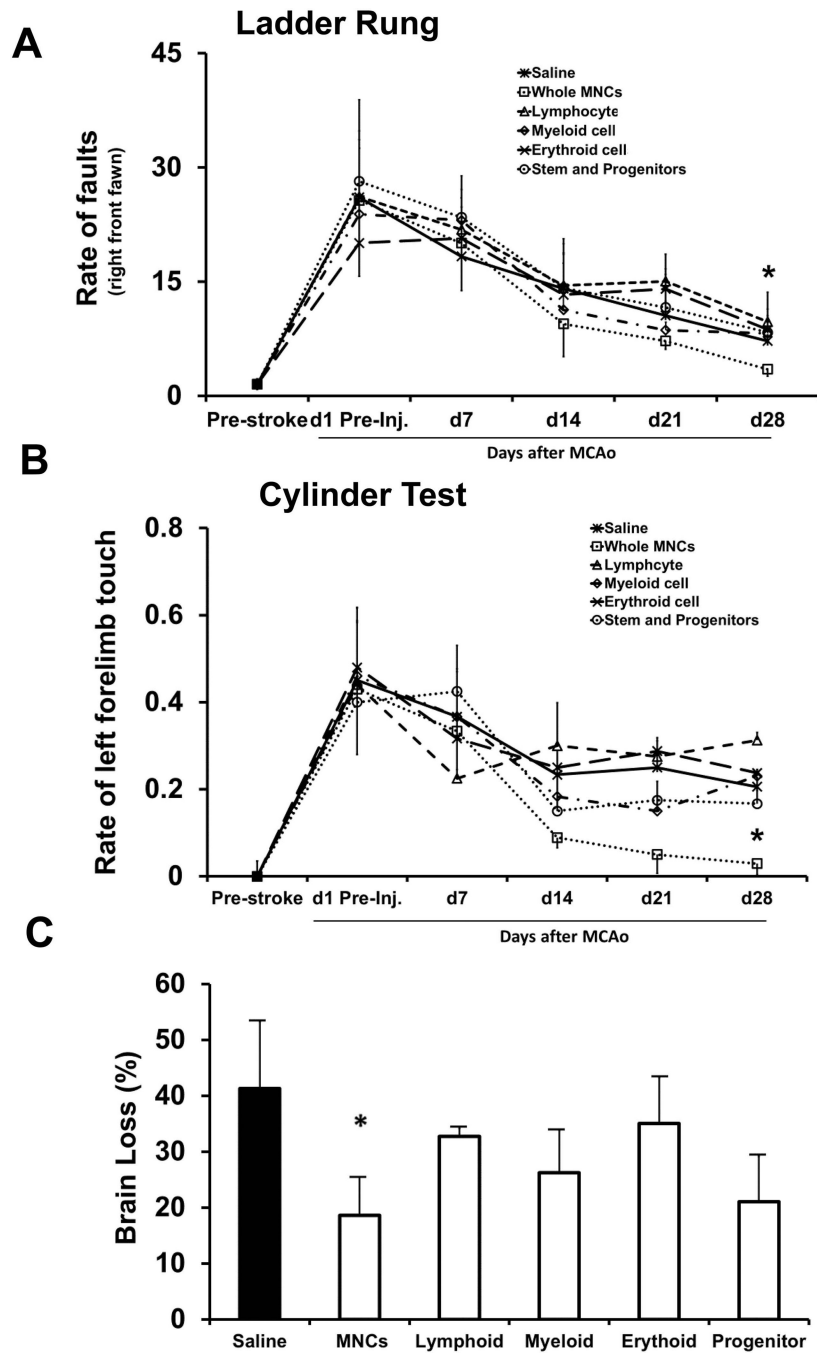 A
Ladder Rung
45
30
15
0
Rate of faults
(right front fawn)
Saline
Whole MNCs
Lymphocyte
Myeloid cell
Erythroid cell
Stem and Progenitors
*
Pre-stroke d1 Pre-Inj. d7 d14 d21 d28
Days after MCAo
B
Cylinder Test
0.8
0.6
0.4
0.2
0
Rate of left forelimb touch
Saline
Whole MNCs
Lymphcyte
Myeloid cell
Erythroid cell
Stem and Progenitors
*
Pre-stroke d1 Pre-Inj. d7 d14 d21 d28
Days after MCAo
C
60
50
40
30
20
10
0
Brain Loss (%)
*
Saline MNCs Lymphoid Myeloid Erythoid Progenitor